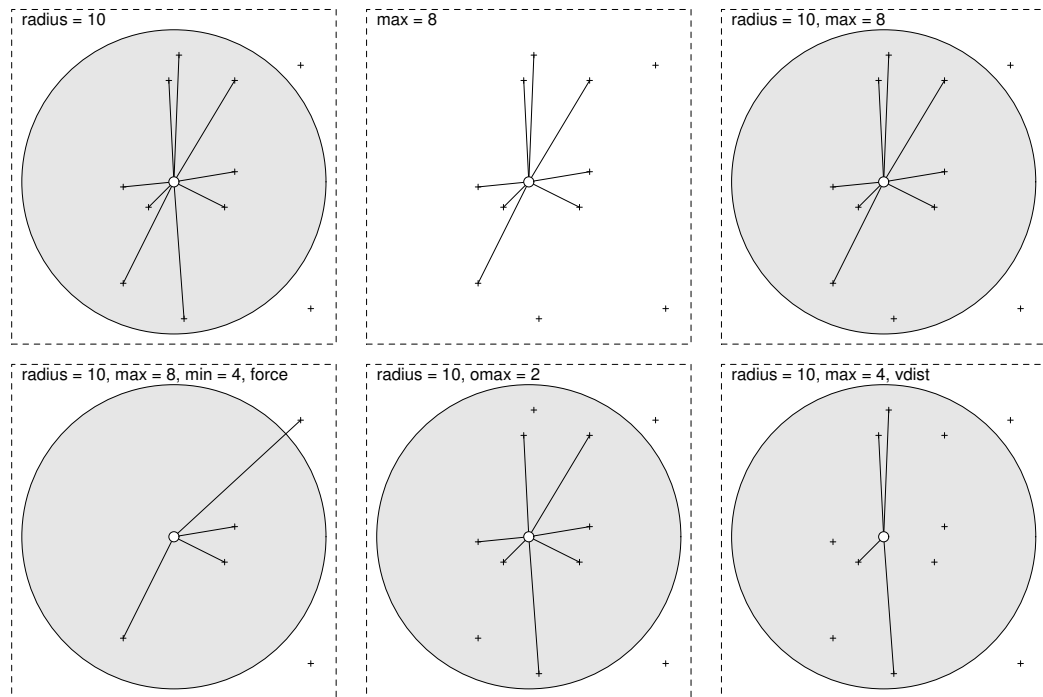 radius = 10
max = 8
radius = 10, max = 8
radius = 10, max = 8, min = 4, force
radius = 10, omax = 2
radius = 10, max = 4, vdist